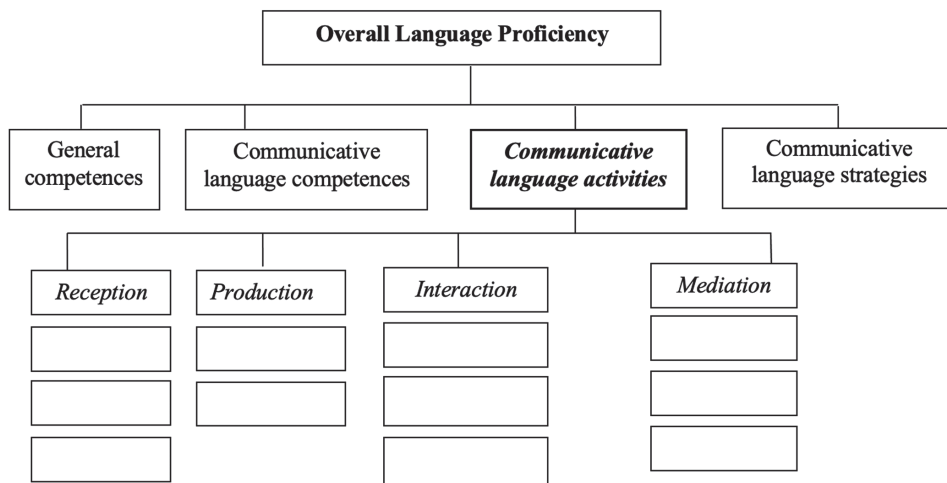 Overall Language Proficiency
General
competences
Communicative
language competences
Communicative
language activities
Communicative
language strategies
Reception
Production
Interaction
Mediation